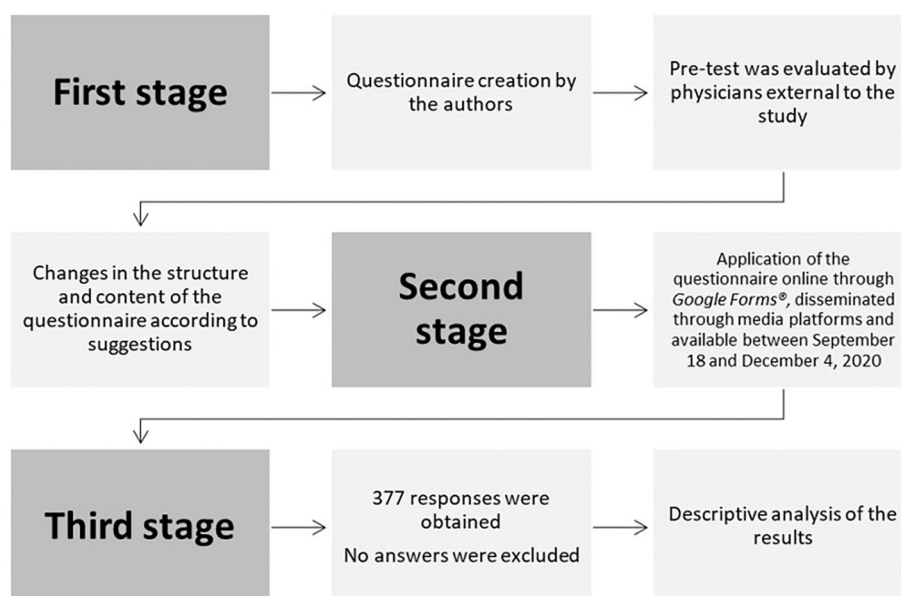 First stage
Questionnaire creation by
the authors
Pre-test was evaluated by
physicians external to the
study
Changes in the structure
and content of the
questionnaire according to
suggestions
Second
stage
Application of the
questionnaire online through
Google Forms®, disseminated
through media platforms and
available between September
18 and December 4, 2020
Third stage
377 responses were
obtained
No answers were excluded
Descriptive analysis of the
results